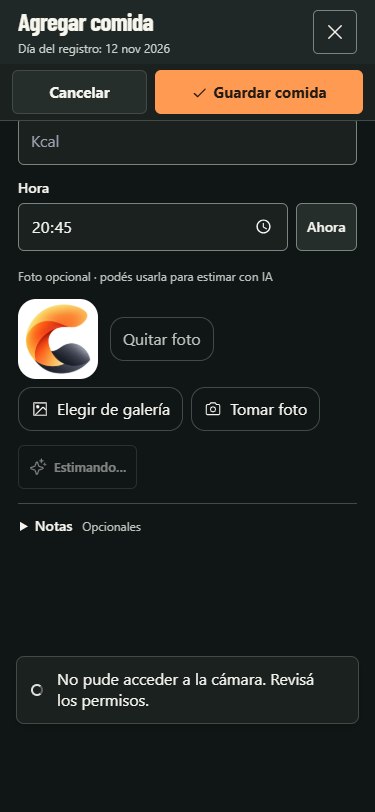 Agregar comida
Día del registro: 12 nov 2026
Cancelar
Guardar comida
Kcal
Hora
20:45
Ahora
Foto opcional · podés usarla para estimar con IA
Quitar foto
Elegir de galería
Tomar foto
Estimando...
Notas Opcionales
No pude acceder a la cámara. Revisá
los permisos.